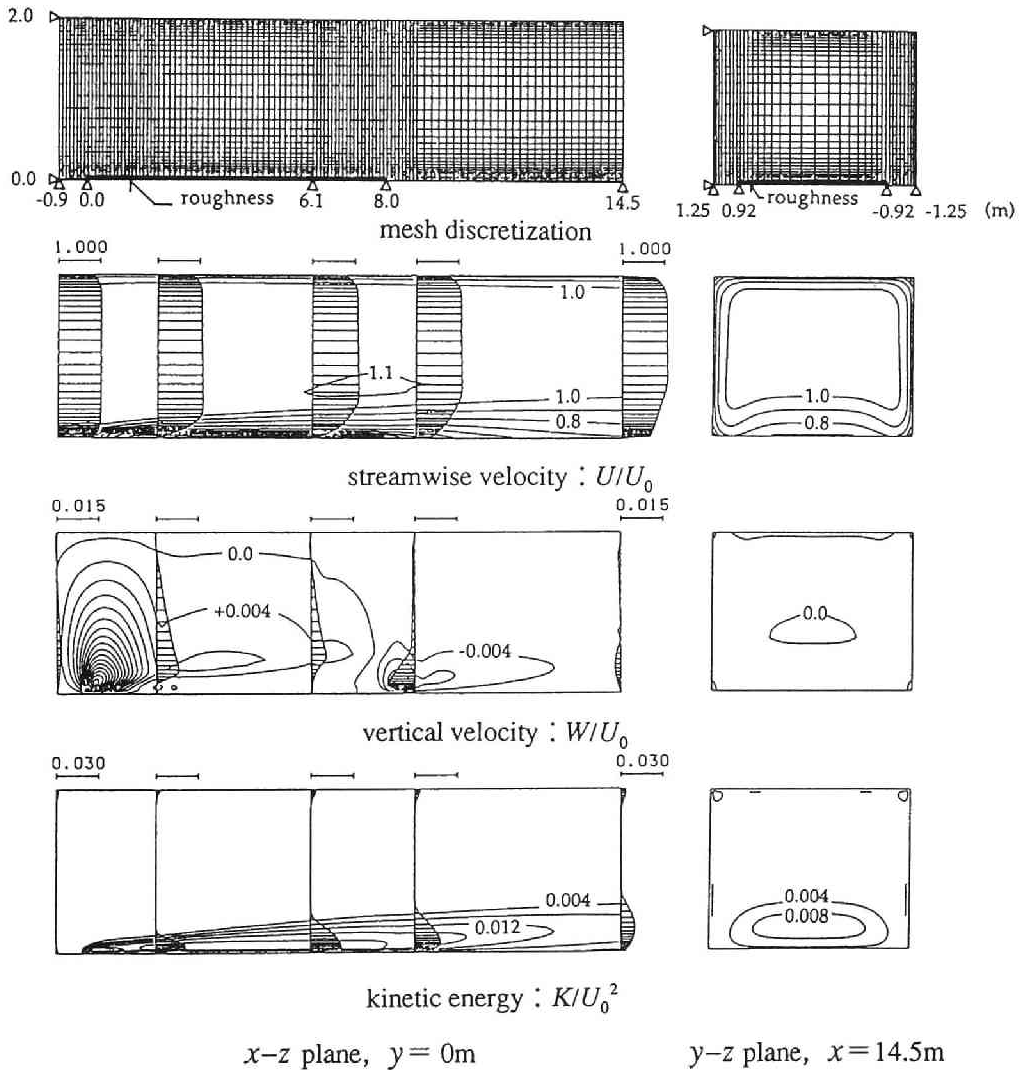 2.0
0.0
-0.9 0.0 roughness 6.1 8.0 14.5
roughness
1.25 0.92 -0.92 -1.25 (m)
mesh discretization
1.000 1.000
1.0
1.1
1.0
0.8
1.0
0.8
streamwise velocity : U/U₀
0.015 0.015
0.0
+0.004
-0.004
0.0
vertical velocity : W/U₀
0.030 0.030
0.004
0.012
0.004
0.008
kinetic energy : K/U₀²
x-z plane, y = 0m y-z plane, x = 14.5m